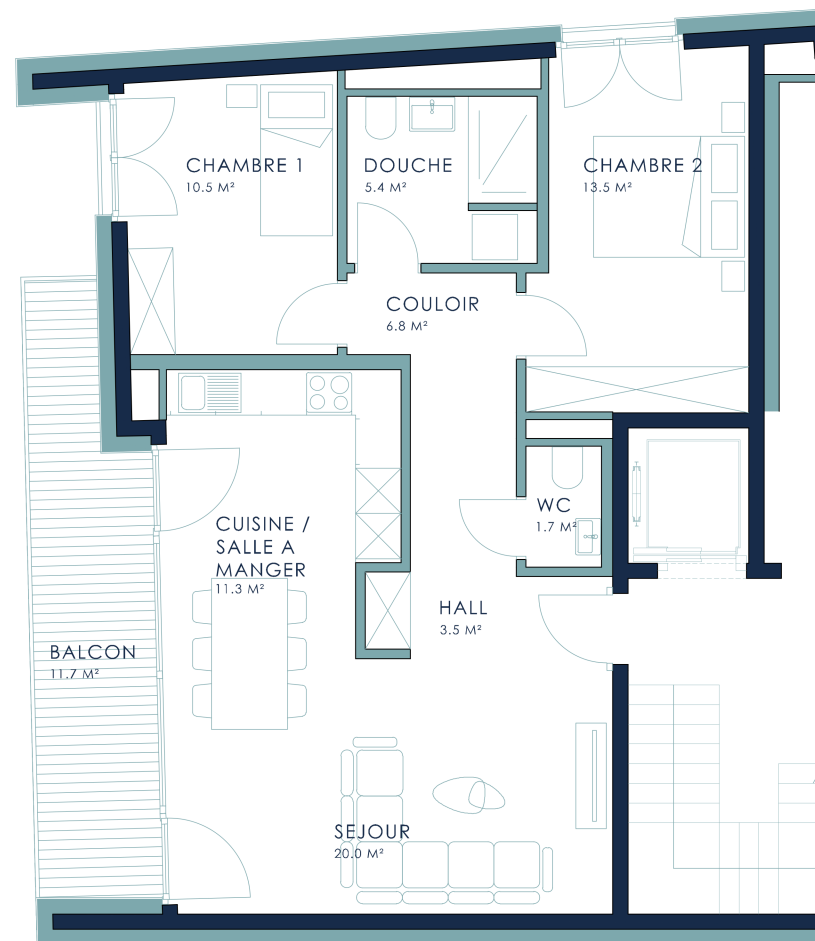 CHAMBRE 1
10.5 M²
DOUCHE
5.4 M²
CHAMBRE 2
13.5 M²
COULOIR
6.8 M²
WC
1.7 M²
CUISINE /
SALLE A
MANGER
11.3 M²
HALL
3.5 M²
BALCON
11.7 M²
SEJOUR
20.0 M²